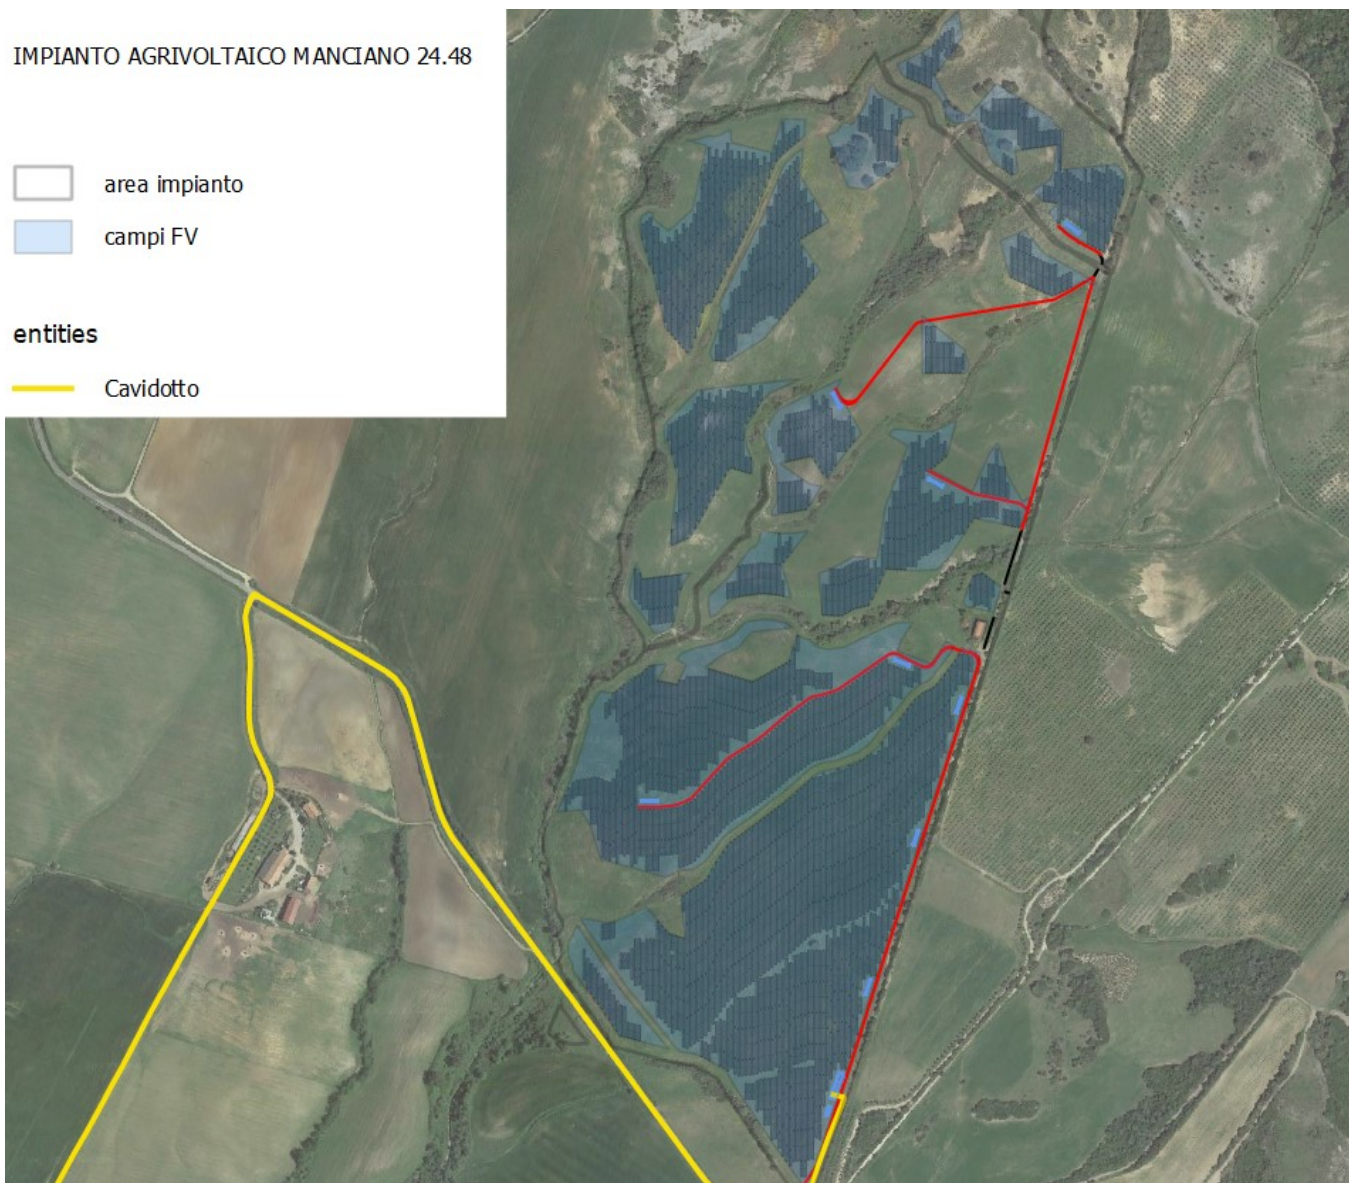 IMPIANTO AGRIVOLTAICO MANCIANO 24.48
area impianto
campi FV
entities
Cavidotto